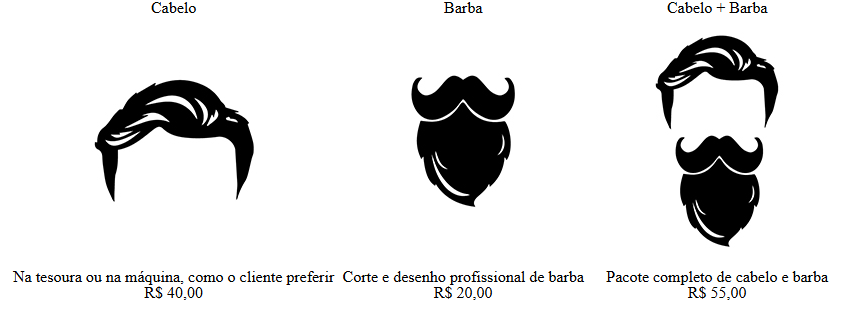 Cabelo
Barba
Cabelo + Barba
Na tesoura ou na máquina, como o cliente preferir
Corte e desenho profissional de barba
Pacote completo de cabelo e barba
R$ 40,00
R$ 20,00
R$ 55,00